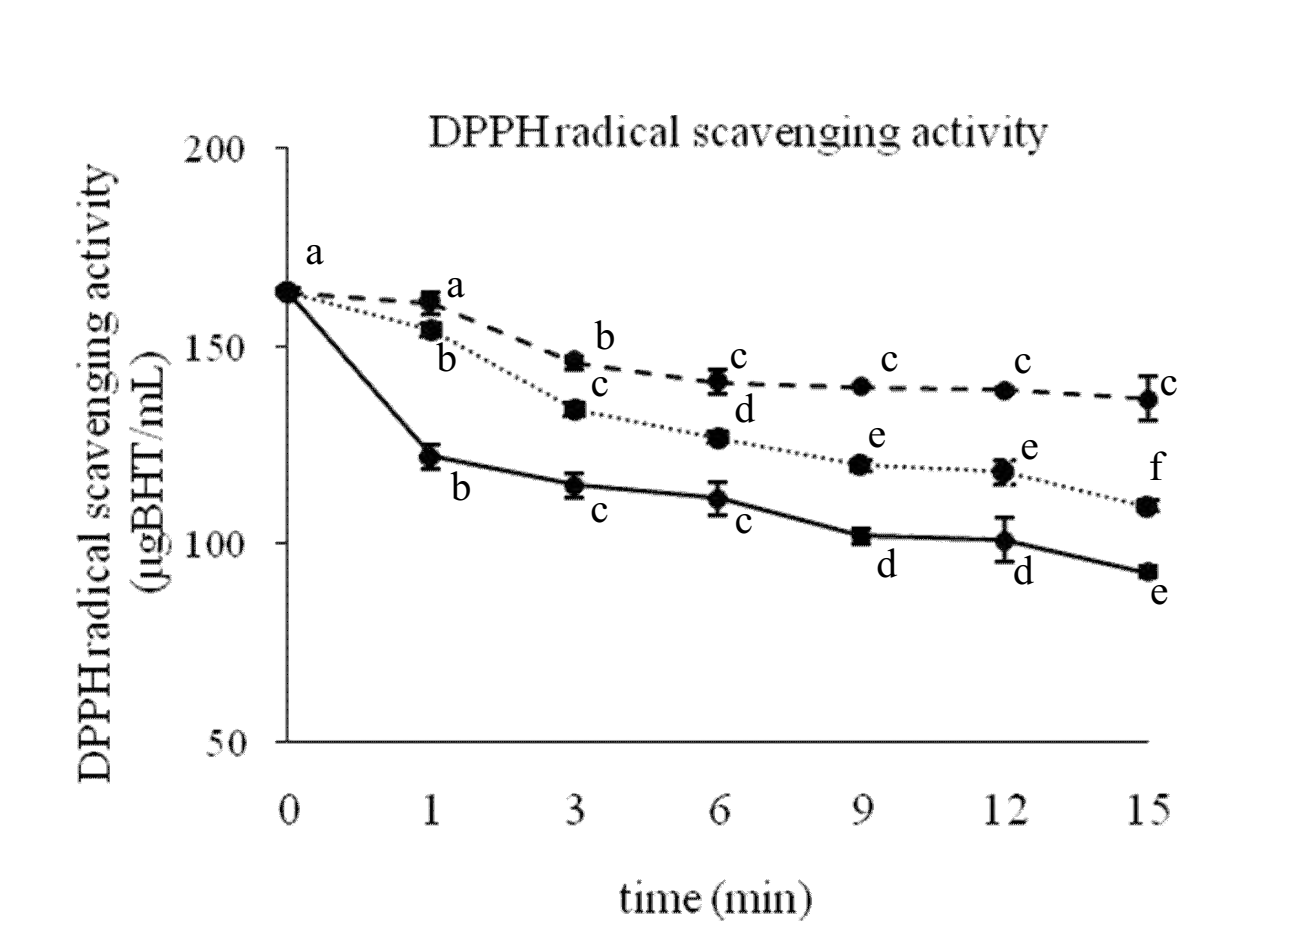 DPPH radical scavenging activity
DPPH radical scavenging activity
(µgBHT/mL)
200
150
100
50
a
a
b
c
c
c
c
b
c
d
e
e
f
b
c
c
d
d
e
0 1 3 6 9 12 15
time (min)